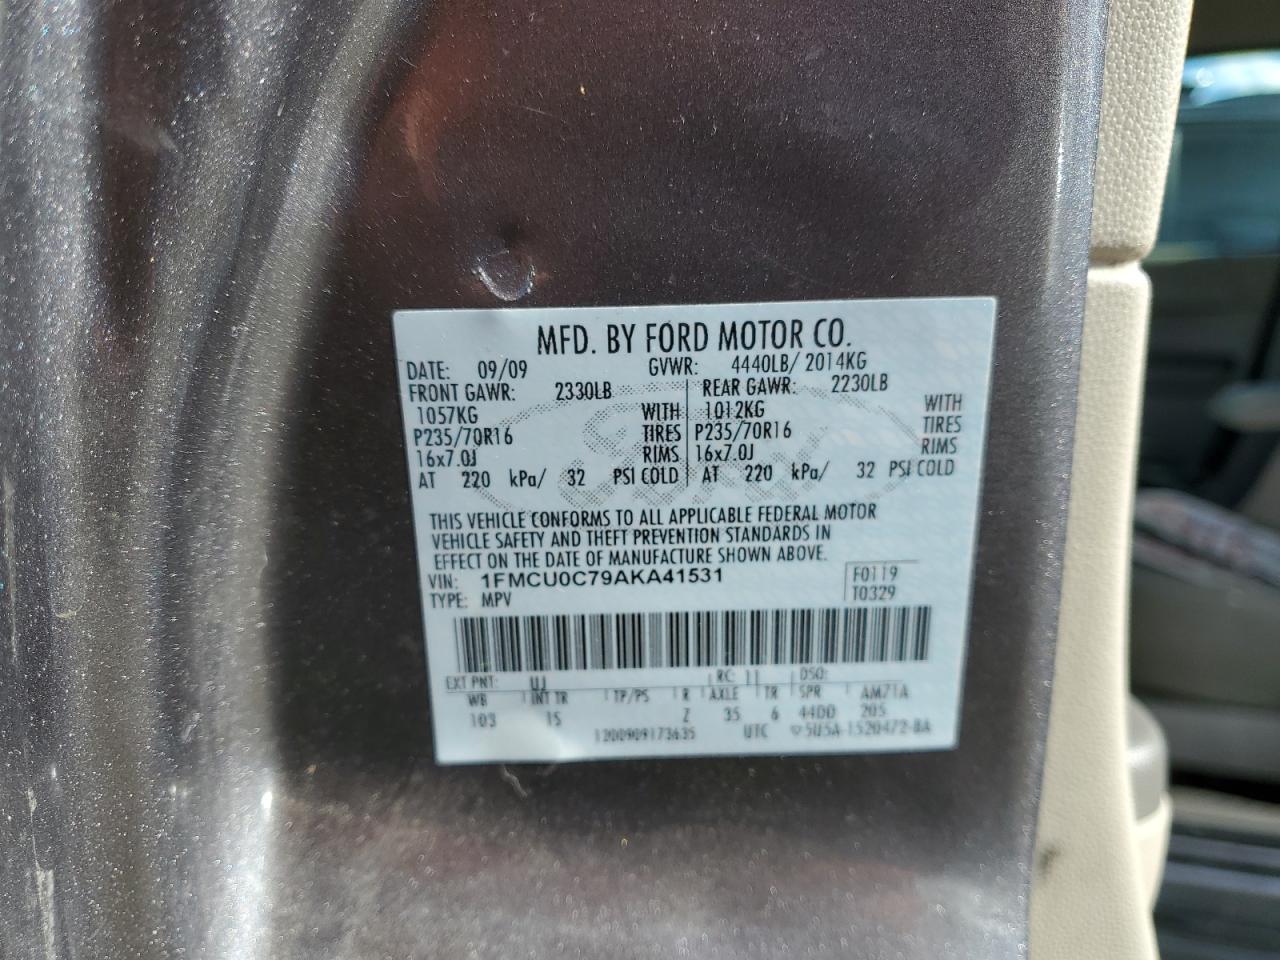 MFD. BY FORD MOTOR CO.
DATE: 09/09 GVWR: 4440LB/ 2014KG
FRONT GAWR: 2330LB REAR GAWR: 2230LB
1057KG WITH 1012KG WITH
P235/70R16 TIRES P235/70R16 TIRES
16x7.0J RIMS 16x7.0J RIMS
AT 220 kPa/ 32 PSI COLD AT 220 kPa/ 32 PSI COLD
THIS VEHICLE CONFORMS TO ALL APPLICABLE FEDERAL MOTOR
VEHICLE SAFETY AND THEFT PREVENTION STANDARDS IN
EFFECT ON THE DATE OF MANUFACTURE SHOWN ABOVE.
VIN: 1FMCU0C79AKA41531 F0119
TYPE: MPV T0329
EXT PNT: UJ RC: 11 DSO:
WB INT TR TP/PS R AXLE TR SPR AM71A
103 15 Z 35 6 44DD 205
1200909173635 UTC 5U5A-1520472-BA